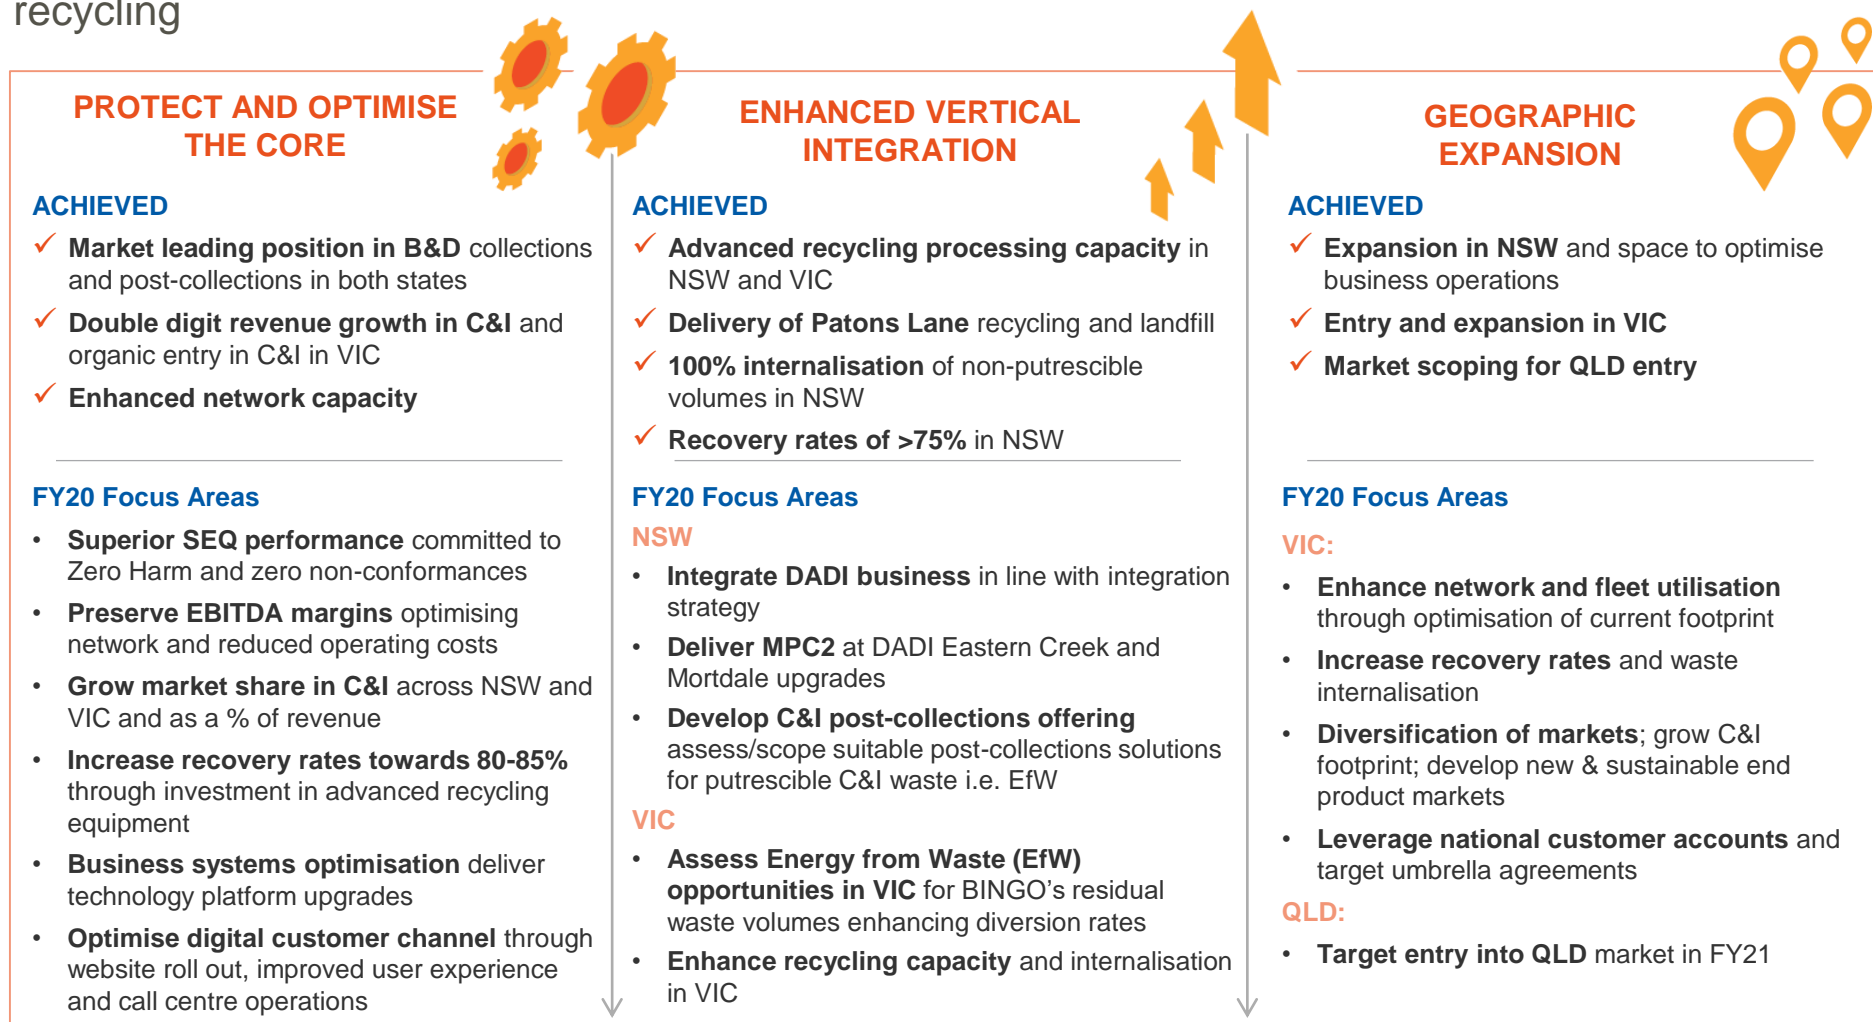 recycling
PROTECT AND OPTIMISE
THE CORE
ACHIEVED
✓ Market leading position in B&D collections
and post-collections in both states
✓ Double digit revenue growth in C&I and
organic entry in C&I in VIC
✓ Enhanced network capacity
FY20 Focus Areas
• Superior SEQ performance committed to
Zero Harm and zero non-conformances
• Preserve EBITDA margins optimising
network and reduced operating costs
• Grow market share in C&I across NSW and
VIC and as a % of revenue
• Increase recovery rates towards 80-85%
through investment in advanced recycling
equipment
• Business systems optimisation deliver
technology platform upgrades
• Optimise digital customer channel through
website roll out, improved user experience
and call centre operations
ENHANCED VERTICAL
INTEGRATION
ACHIEVED
✓ Advanced recycling processing capacity in
NSW and VIC
✓ Delivery of Patons Lane recycling and landfill
✓ 100% internalisation of non-putrescible
volumes in NSW
✓ Recovery rates of >75% in NSW
FY20 Focus Areas
NSW
• Integrate DADI business in line with integration
strategy
• Deliver MPC2 at DADI Eastern Creek and
Mortdale upgrades
• Develop C&I post-collections offering
assess/scope suitable post-collections solutions
for putrescible C&I waste i.e. EfW
VIC
• Assess Energy from Waste (EfW)
opportunities in VIC for BINGO's residual
waste volumes enhancing diversion rates
• Enhance recycling capacity and internalisation
in VIC
GEOGRAPHIC
EXPANSION
ACHIEVED
✓ Expansion in NSW and space to optimise
business operations
✓ Entry and expansion in VIC
✓ Market scoping for QLD entry
FY20 Focus Areas
VIC:
• Enhance network and fleet utilisation
through optimisation of current footprint
• Increase recovery rates and waste
internalisation
• Diversification of markets; grow C&I
footprint; develop new & sustainable end
product markets
• Leverage national customer accounts and
target umbrella agreements
QLD:
• Target entry into QLD market in FY21